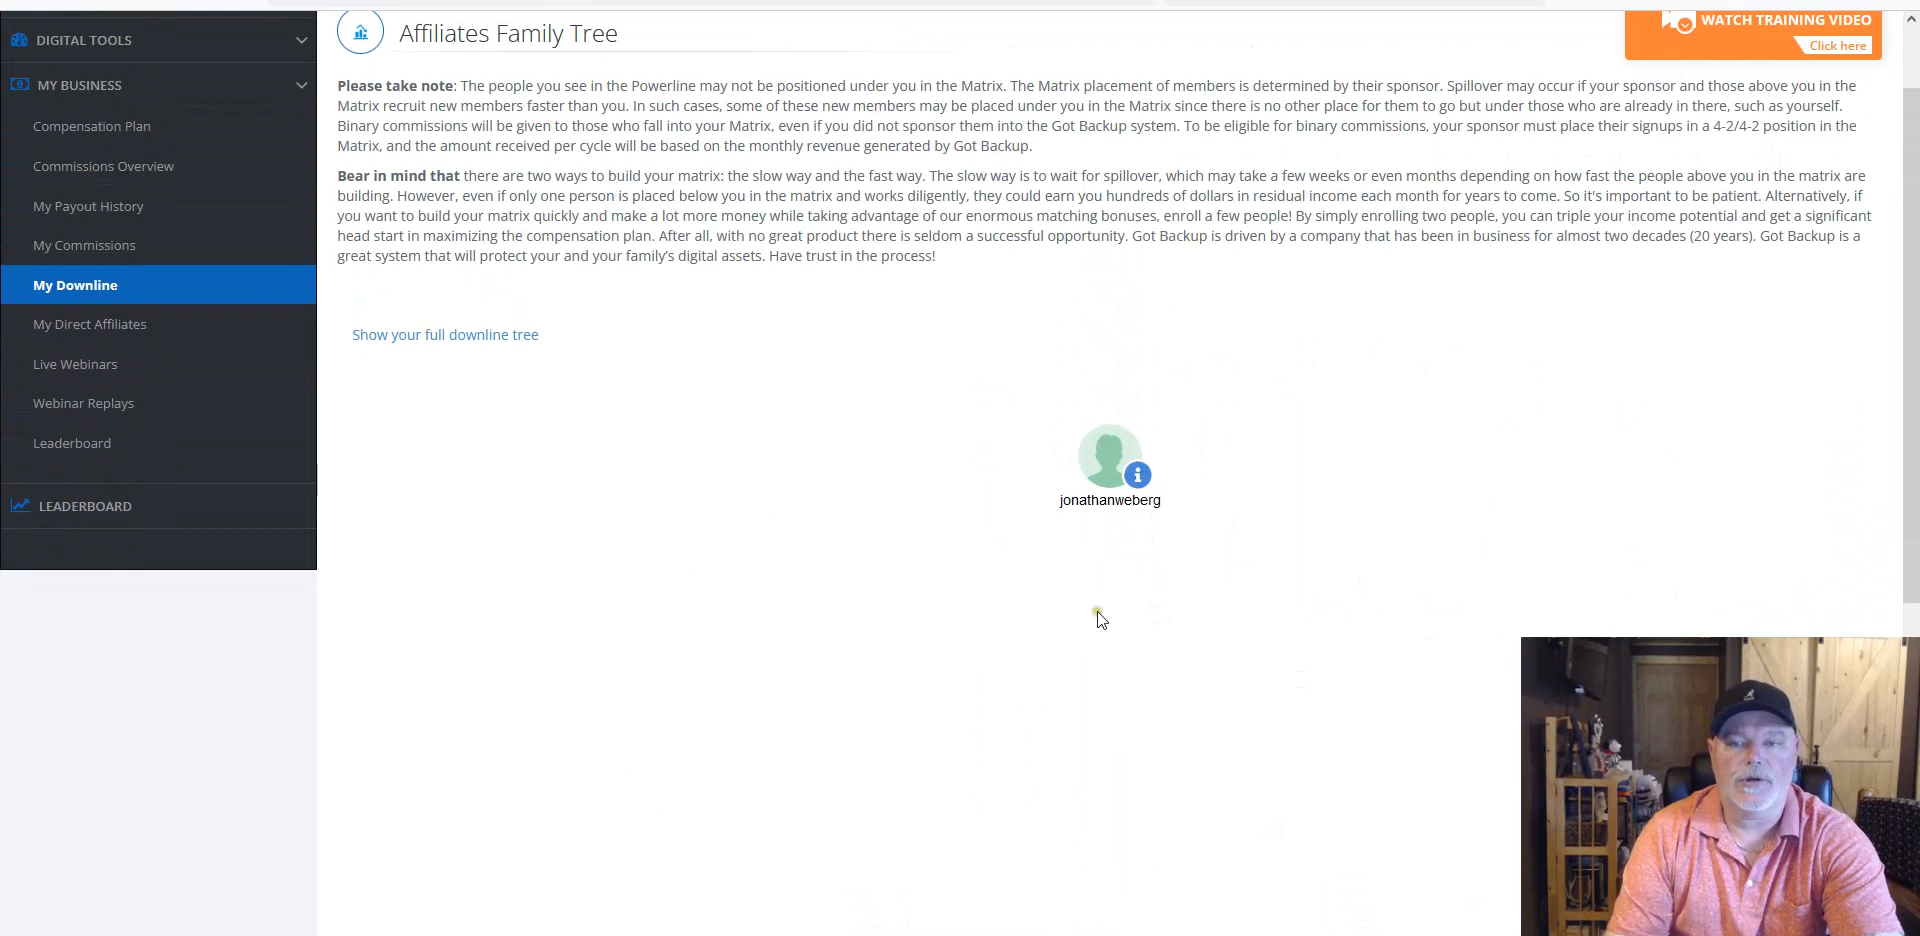 DIGITAL TOOLS
MY BUSINESS
Compensation Plan
Commissions Overview
My Payout History
My Commissions
My Downline
My Direct Affiliates
Live Webinars
Webinar Replays
Leaderboard
LEADERBOARD
Affiliates Family Tree
WATCH TRAINING VIDEO
Click here
Please take note: The people you see in the Powerline may not be positioned under you in the Matrix. The Matrix placement of members is determined by their sponsor. Spillover may occur if your sponsor and those above you in the
Matrix recruit new members faster than you. In such cases, some of these new members may be placed under you in the Matrix since there is no other place for them to go but under those who are already in there, such as yourself.
Binary commissions will be given to those who fall into your Matrix, even if you did not sponsor them into the Got Backup system. To be eligible for binary commissions, your sponsor must place their signups in a 4-2/4-2 position in the
Matrix, and the amount received per cycle will be based on the monthly revenue generated by Got Backup.
Bear in mind that there are two ways to build your matrix: the slow way and the fast way. The slow way is to wait for spillover, which may take a few weeks or even months depending on how fast the people above you in the matrix are
building. However, even if only one person is placed below you in the matrix and works diligently, they could earn you hundreds of dollars in residual income each month for years to come. So it's important to be patient. Alternatively, if
you want to build your matrix quickly and make a lot more money while taking advantage of our enormous matching bonuses, enroll a few people! By simply enrolling two people, you can triple your income potential and get a significant
head start in maximizing the compensation plan. After all, with no great product there is seldom a successful opportunity. Got Backup is driven by a company that has been in business for almost two decades (20 years). Got Backup is a
great system that will protect your and your family's digital assets. Have trust in the process!
Show your full downline tree
jonathanweberg